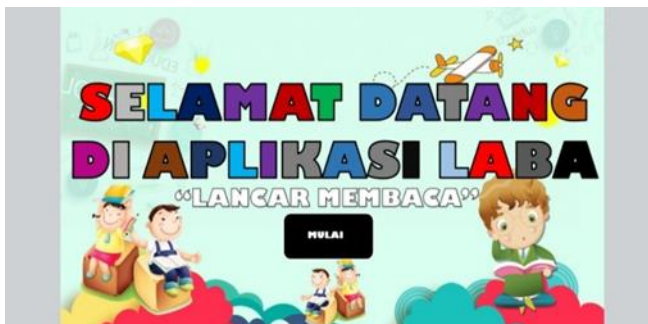 SELAMAT DATANG
DI APLIKASI LABA
“LANCAR MEMBACA”
MULAI